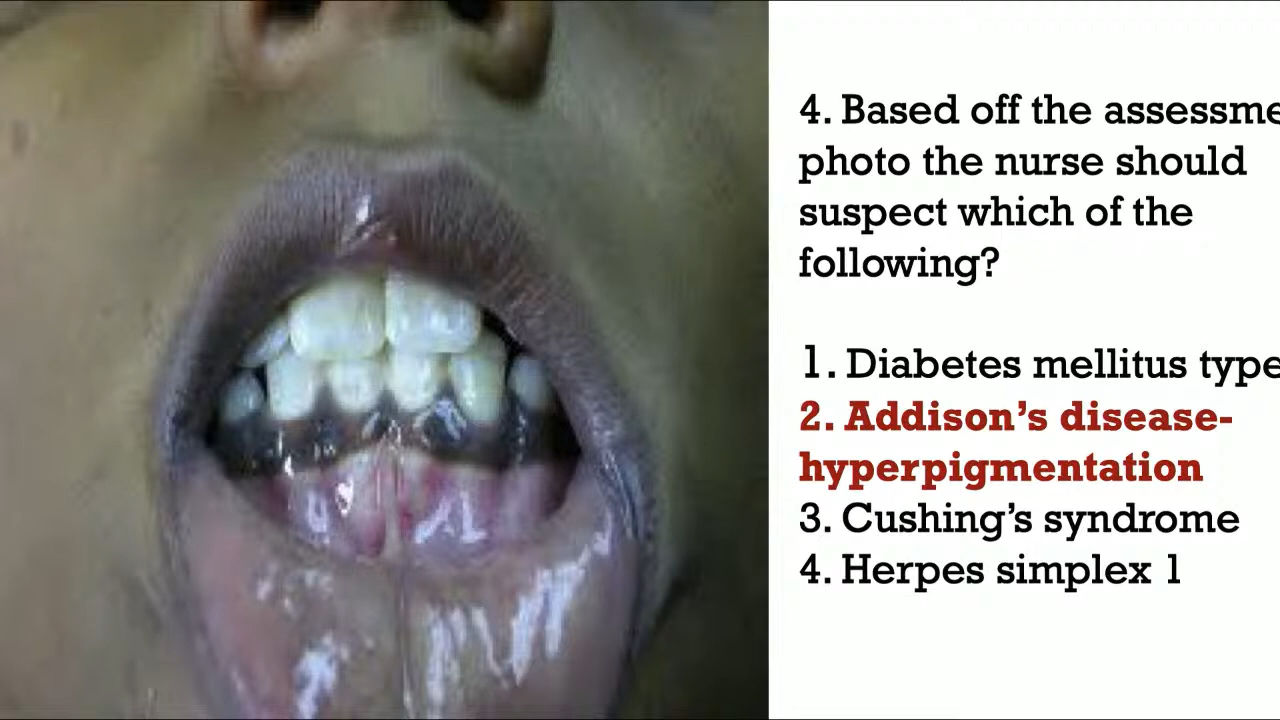 4. Based off the assessme
photo the nurse should
suspect which of the
following?
1. Diabetes mellitus type
2. Addison's disease-
hyperpigmentation
3. Cushing's syndrome
4. Herpes simplex 1